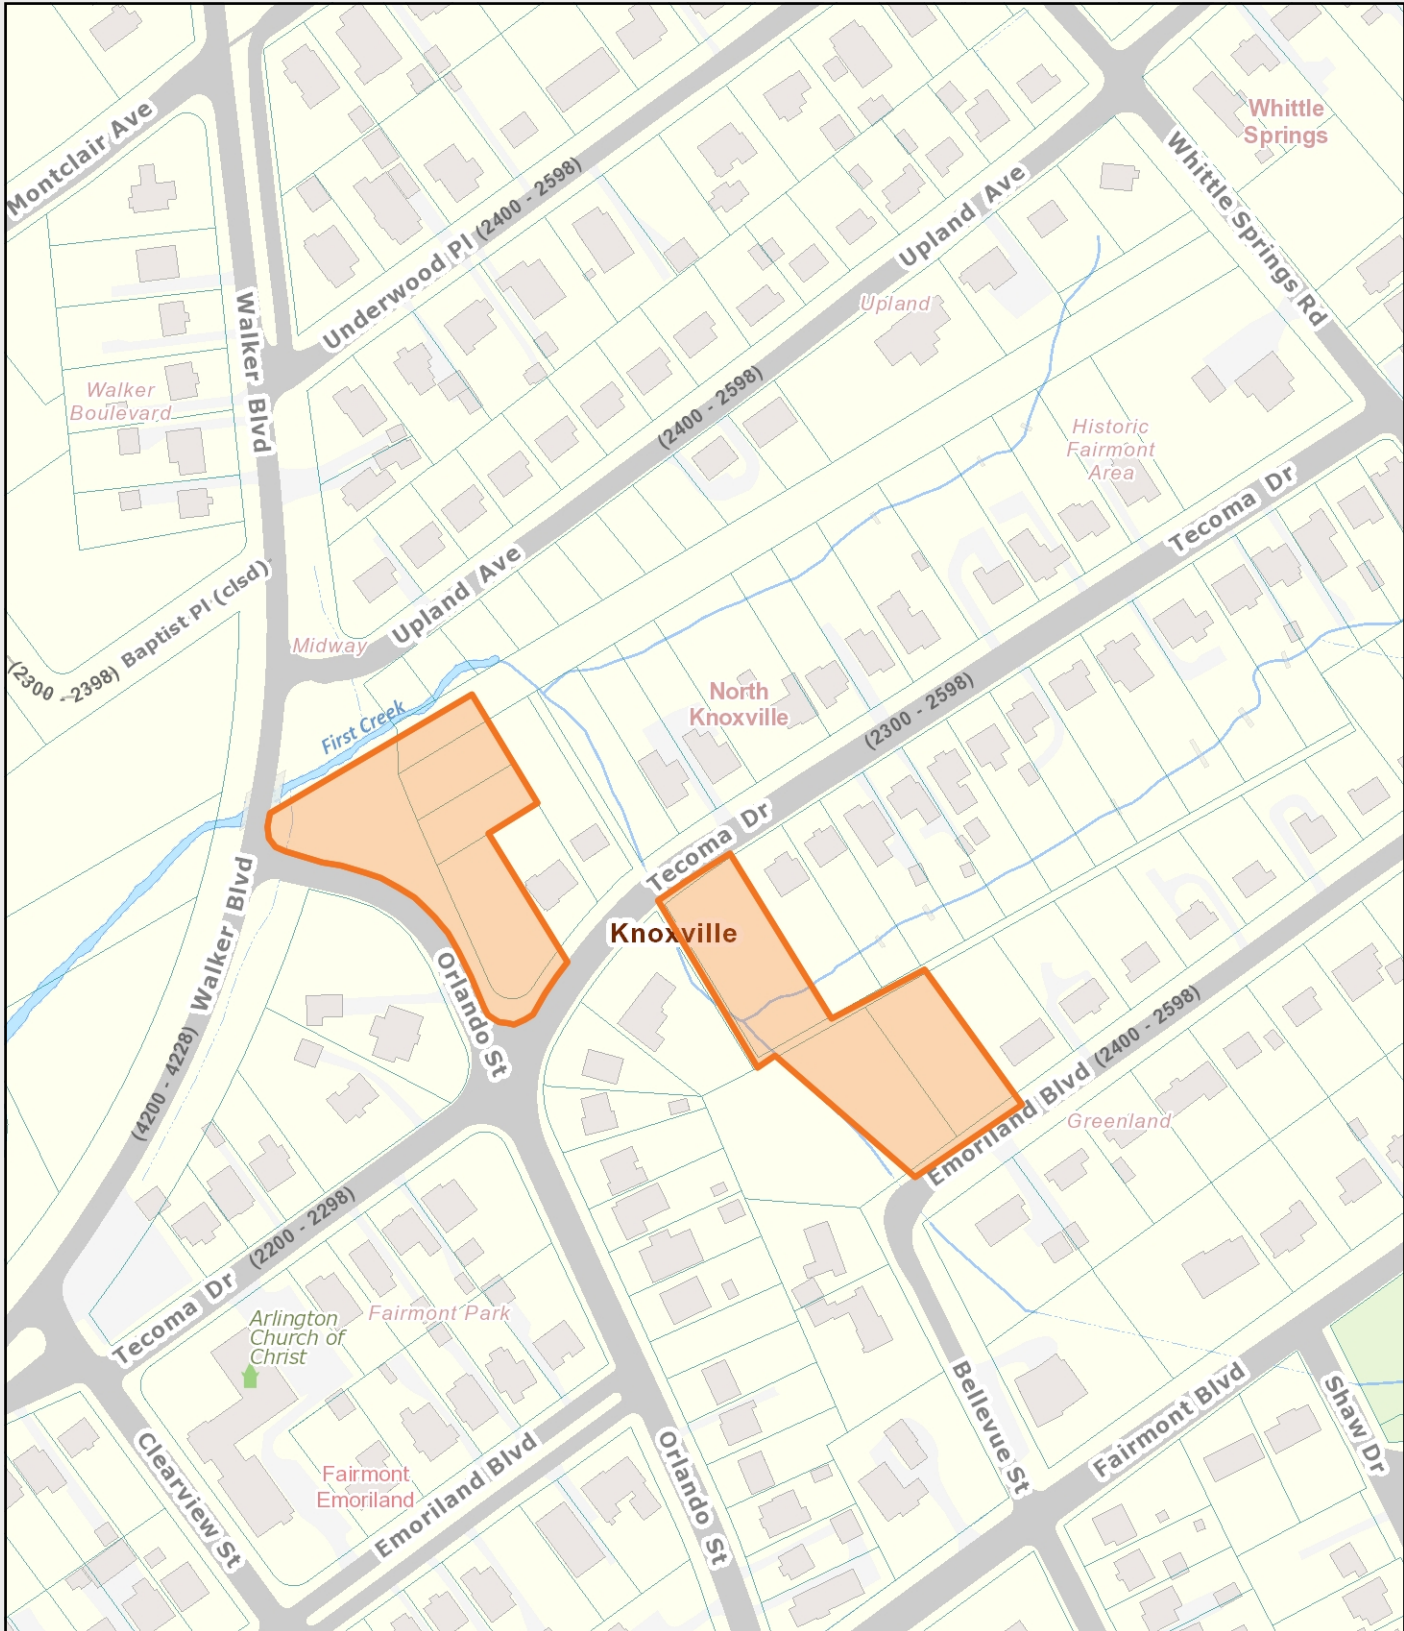 Montclair Ave
Whittle
Springs
Whittle Springs Rd
Underwood Pl (2400 - 2598)
Upland Ave
Upland
Walker Blvd
Walker
Boulevard
(2400 - 2598)
Historic
Fairmont
Area
Tecoma Dr
Upland Ave
(2300 - 2398) Baptist Pl (clsd)
Midway
First Creek
North
Knoxville
(2300 - 2598)
Tecoma Dr
Knoxville
Walker Blvd
(4200 - 4228)
Orlando St
Emoriland Blvd (2400 - 2598)
Greenland
(2200 - 2298)
Tecoma Dr
Arlington
Church of
Christ
Fairmont Park
Bellevue St
Fairmont Blvd
Shaw Dr
Clearview St
Fairmont
Emoriland
Emoriland Blvd
Orlando St